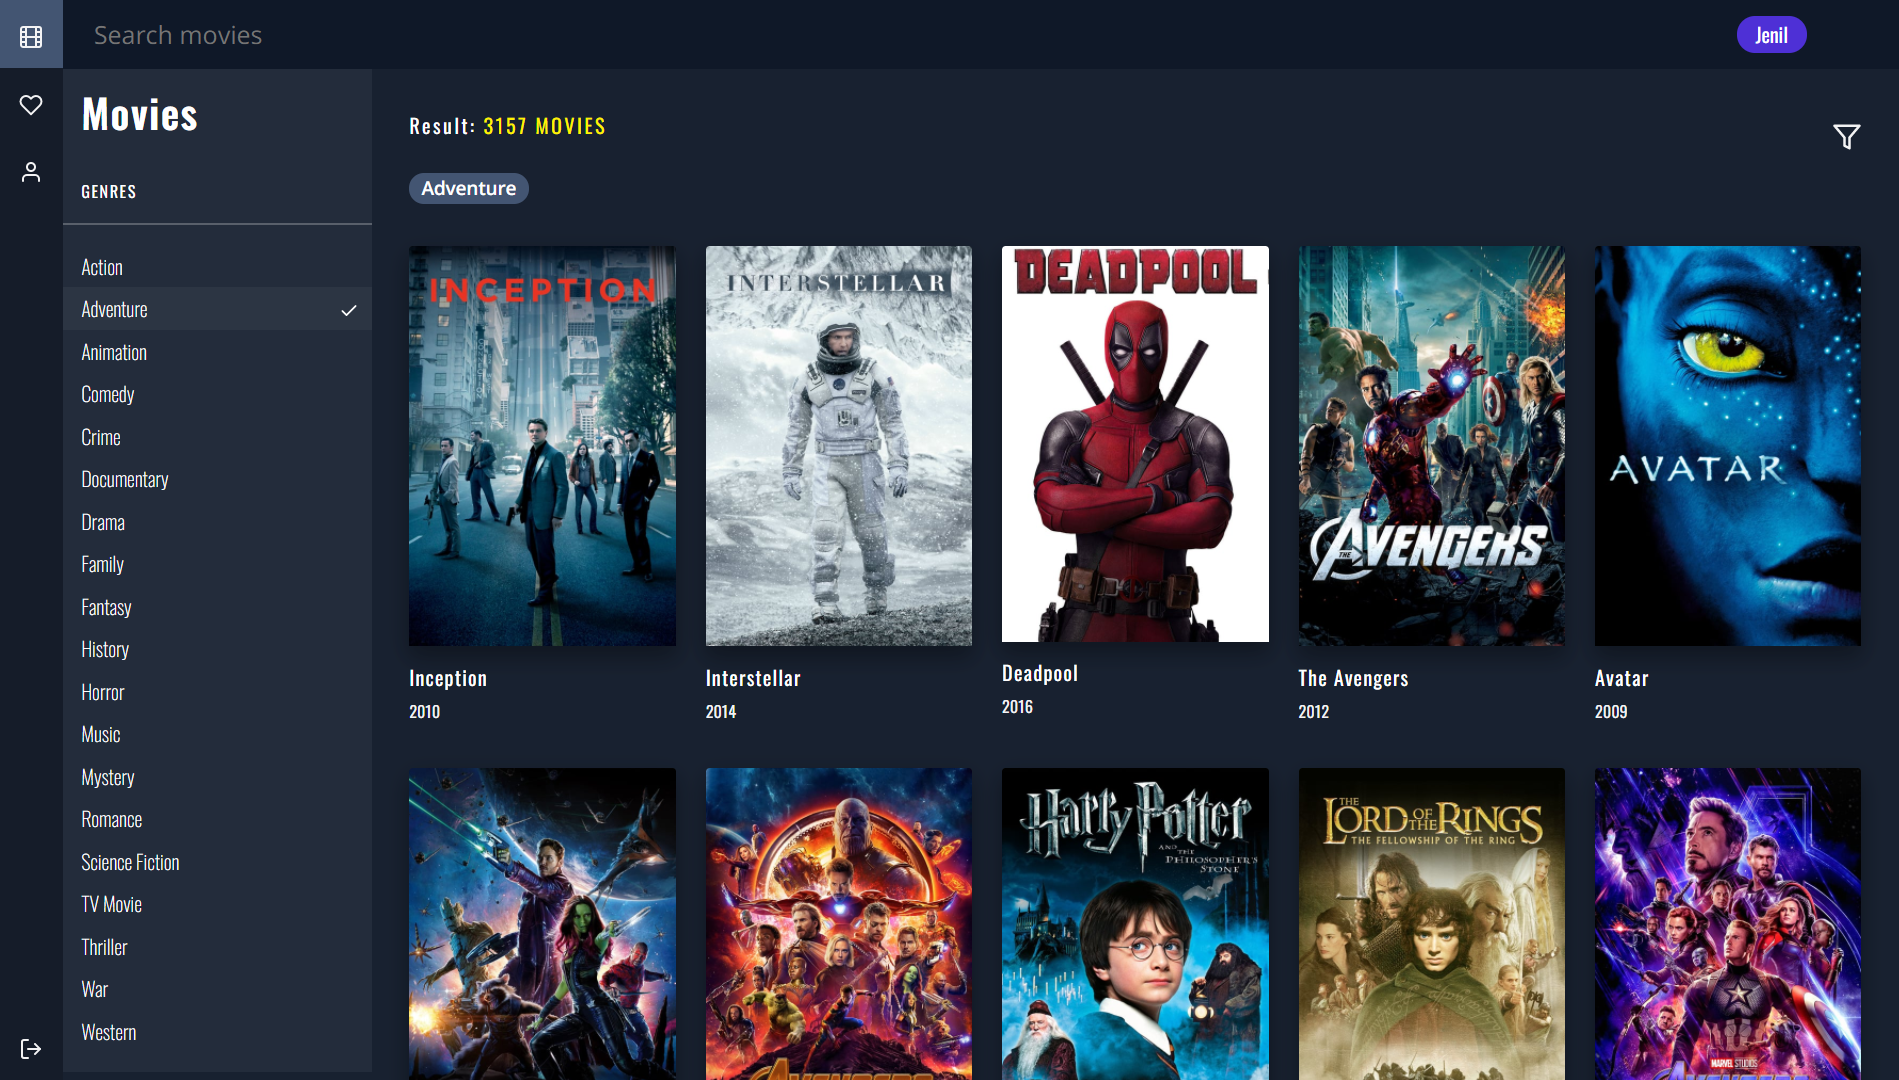 Search movies
Jenil
Movies
GENRES
Action
Adventure
Animation
Comedy
Crime
Documentary
Drama
Family
Fantasy
History
Horror
Music
Mystery
Romance
Science Fiction
TV Movie
Thriller
War
Western
Result: 3157 MOVIES
Adventure
INCEPTION
INTERSTELLAR
DEADPOOL
THE AVENGERS
AVATAR
Inception
2010
Interstellar
2014
Deadpool
2016
The Avengers
2012
Avatar
2009
AVENGERS
Harry Potter
AND THE
PHILOSOPHER'S
STONE
THE
LORD OF THE RINGS
THE FELLOWSHIP OF THE RING
MARVEL STUDIOS
AVENGERS